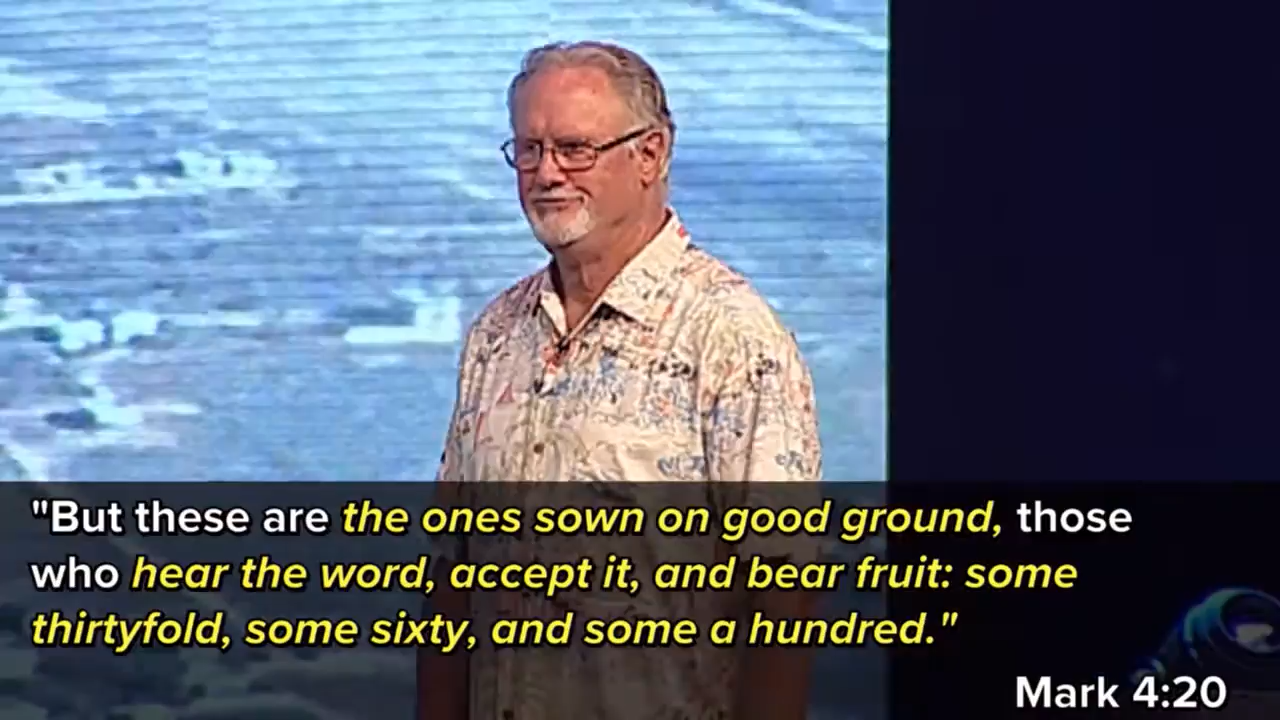 "But these are the ones sown on good ground, those
who hear the word, accept it, and bear fruit: some
thirtyfold, some sixty, and some a hundred."
Mark 4:20